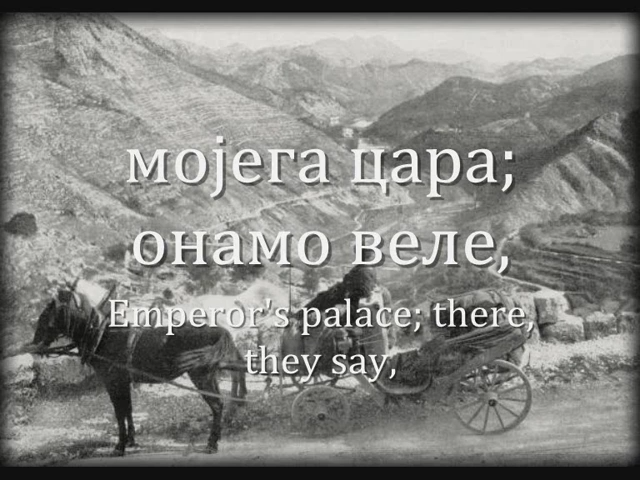 мојега цара;
онамо веле,
Emperor's palace; there,
they say,